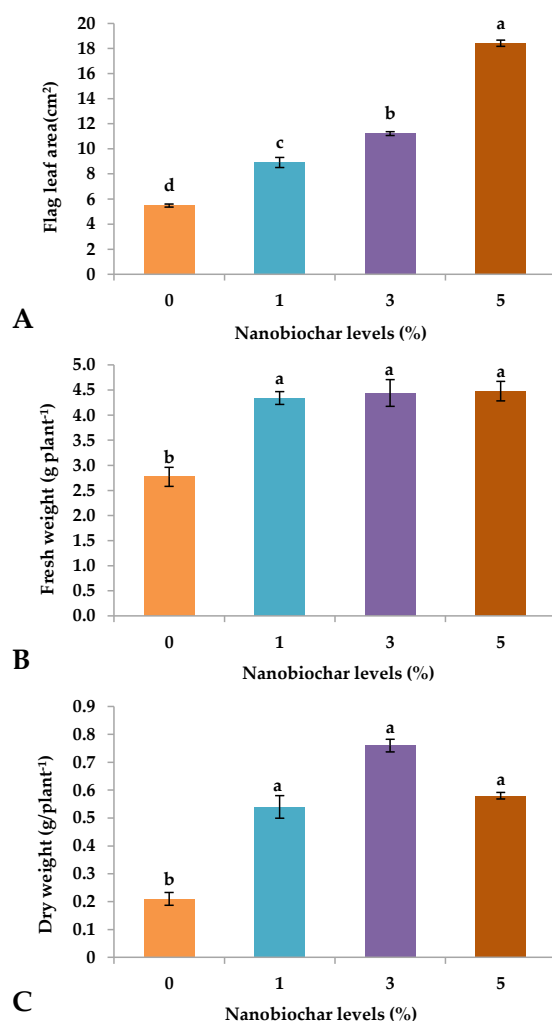 20
18
16
14
12
10
8
6
4
2
0
Flag leaf area(cm²)
d
c
b
a
0 1 3 5
Nanobiochar levels (%)
A
5.0
4.5
4.0
3.5
3.0
2.5
2.0
1.5
1.0
0.5
0.0
Fresh weight (g plant⁻¹)
b
a
a
a
0 1 3 5
Nanobiochar levels (%)
B
0.9
0.8
0.7
0.6
0.5
0.4
0.3
0.2
0.1
0
Dry weight (g/plant⁻¹)
b
a
a
a
0 1 3 5
Nanobiochar levels (%)
C